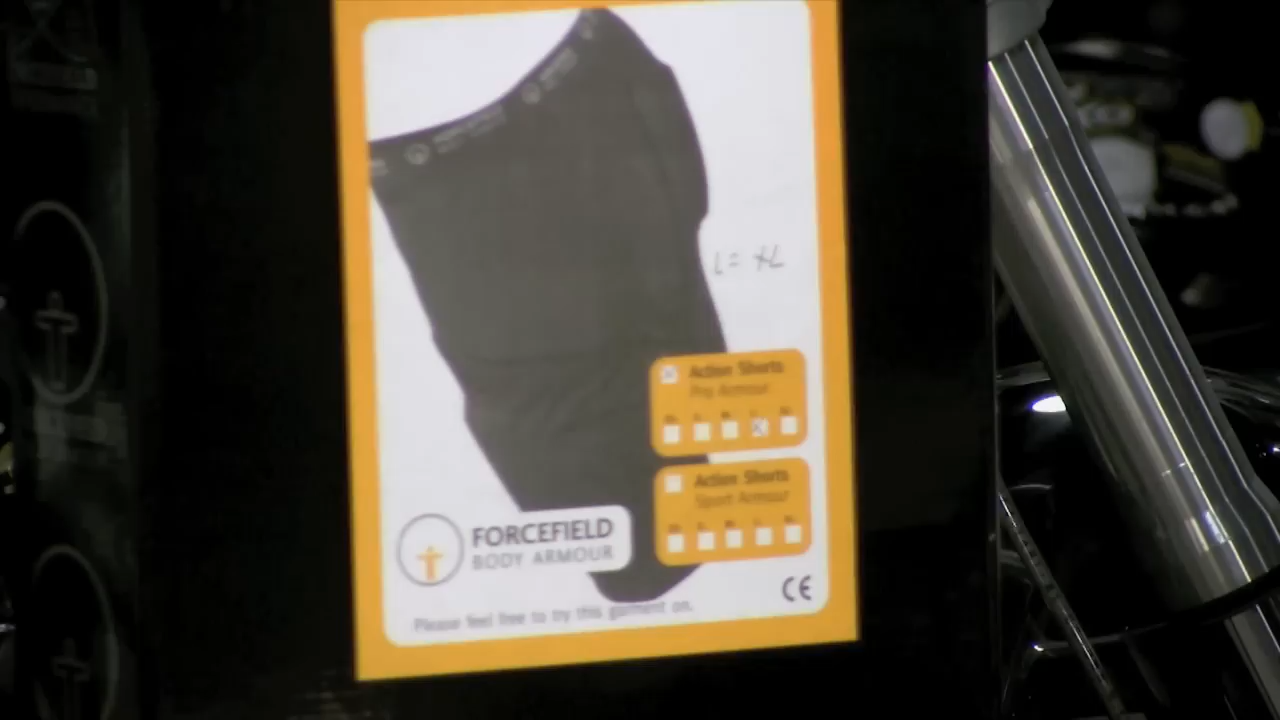 L = XL
Action Shorts
Pro Armour
Action Shorts
Sport Armour
FORCEFIELD
BODY ARMOUR
CE
Please feel free to try this garment on.